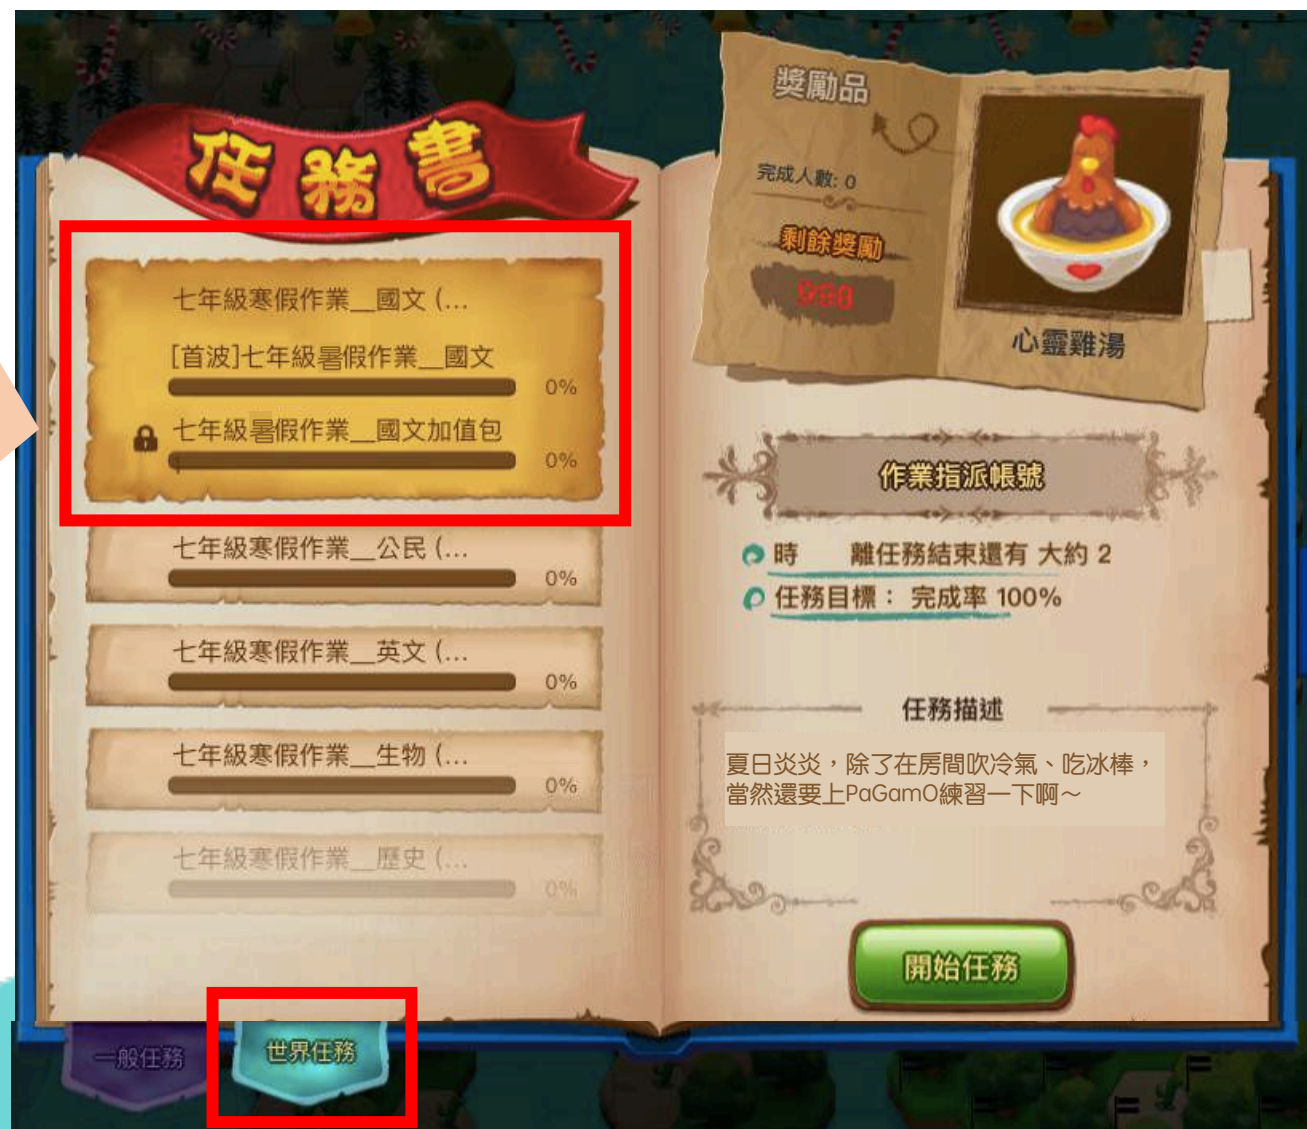 任務書
七年級寒假作業__國文 (...
[首波]七年級暑假作業__國文
0%
七年級暑假作業__國文加值包
0%
七年級寒假作業__公民 (...
0%
七年級寒假作業__英文 (...
0%
七年級寒假作業__生物 (...
0%
七年級寒假作業__歷史 (...
0%
一般任務
世界任務
獎勵品
完成人數: 0
剩餘獎勵
998
心靈雞湯
作業指派帳號
時 離任務結束還有 大約 2
任務目標： 完成率 100%
任務描述
夏日炎炎，除了在房間吹冷氣、吃冰棒，
當然還要上PaGamO練習一下啊～
開始任務